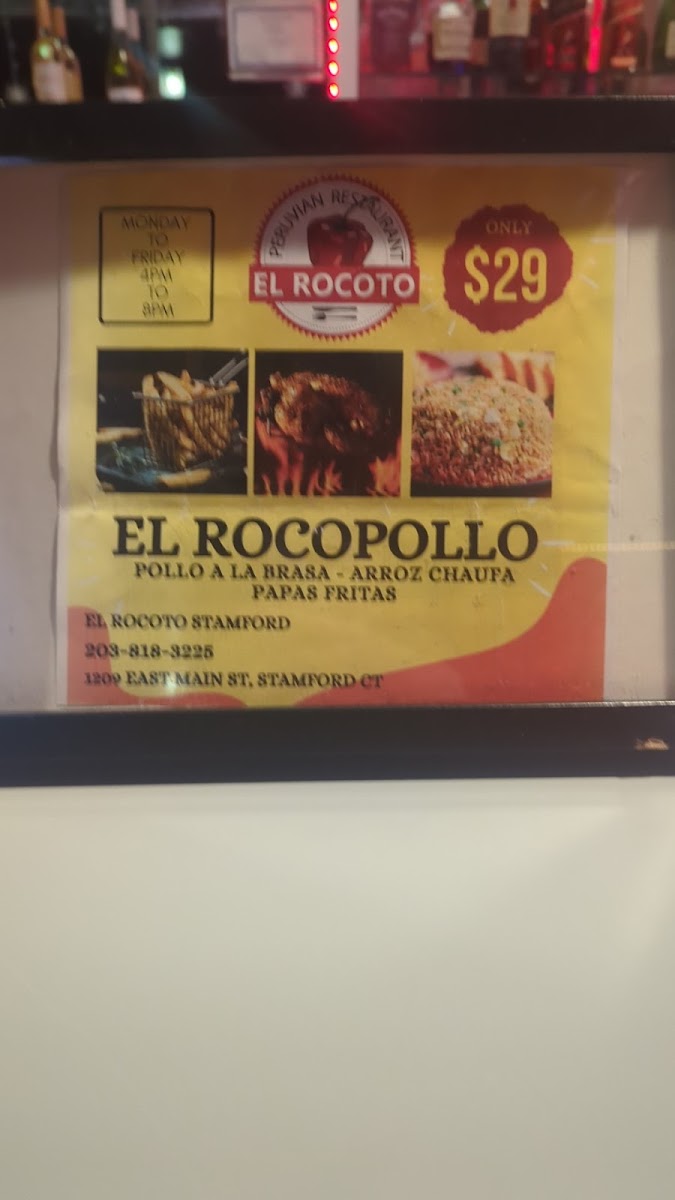 MONDAY
TO
FRIDAY
4PM
TO
8PM
PERUVIAN RESTAURANT
EL ROCOTO
ONLY
$29
EL ROCOPOLLO
POLLO A LA BRASA - ARROZ CHAUFA
PAPAS FRITAS
EL ROCOTO STAMFORD
203-818-3225
1209 EAST MAIN ST, STAMFORD CT